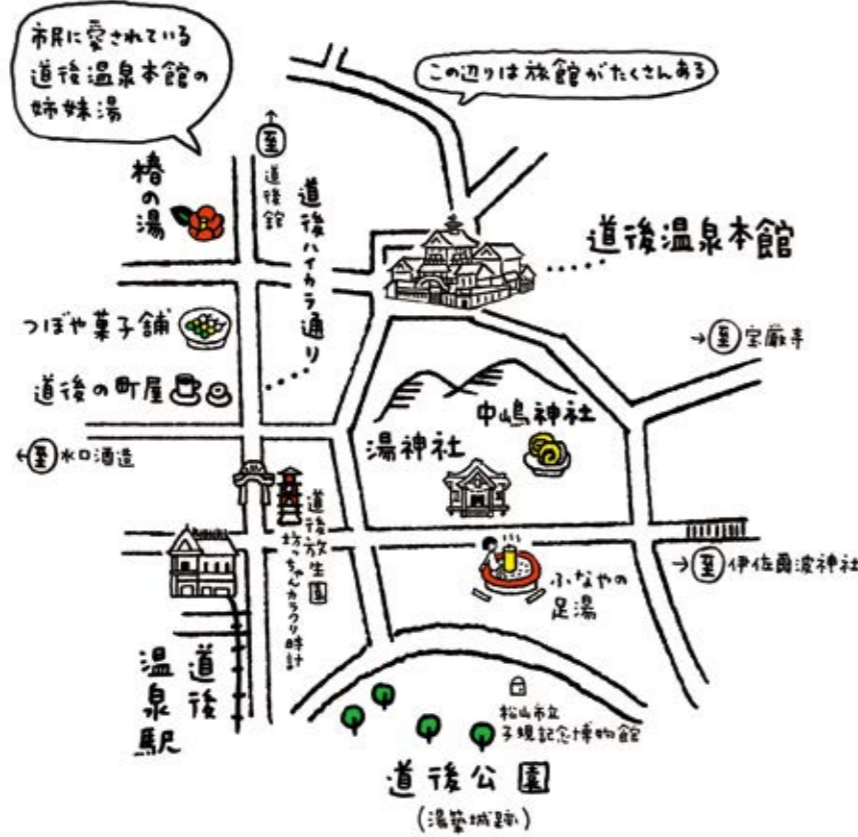 市民に愛されている
道後温泉本館の
姉妹湯
この辺りは旅館がたくさんある
↑
至
道後館
椿の湯
道後ハイカラ通り
道後温泉本館
つぼや菓子舗
→至宝厳寺
道後の町屋
中嶋神社
湯神社
←至水口酒造
道後放生園
坊っちゃんカラクリ時計
→至伊佐爾波神社
ふなやの
足湯
道後
温泉駅
松山市立
子規記念博物館
道後公園
(湯築城跡)